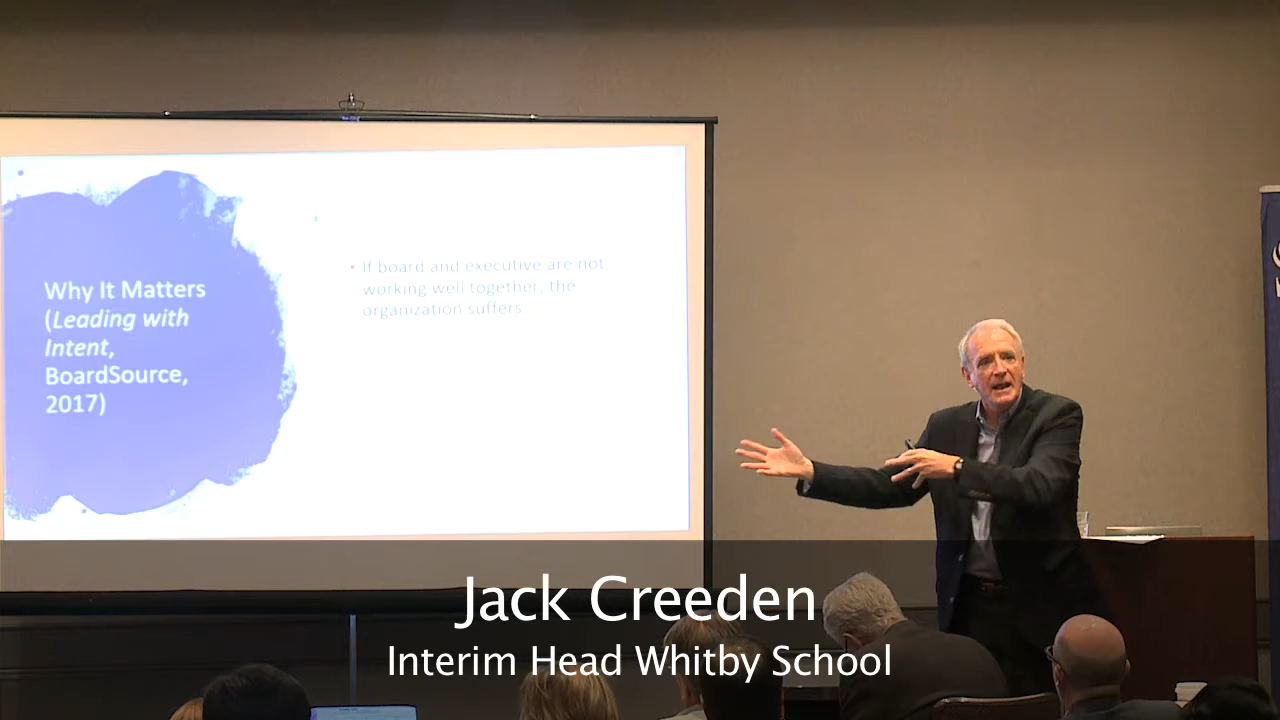 Why It Matters
(Leading with
Intent,
BoardSource,
2017)
• If board and executive are not
working well together, the
organization suffers
Jack Creeden
Interim Head Whitby School